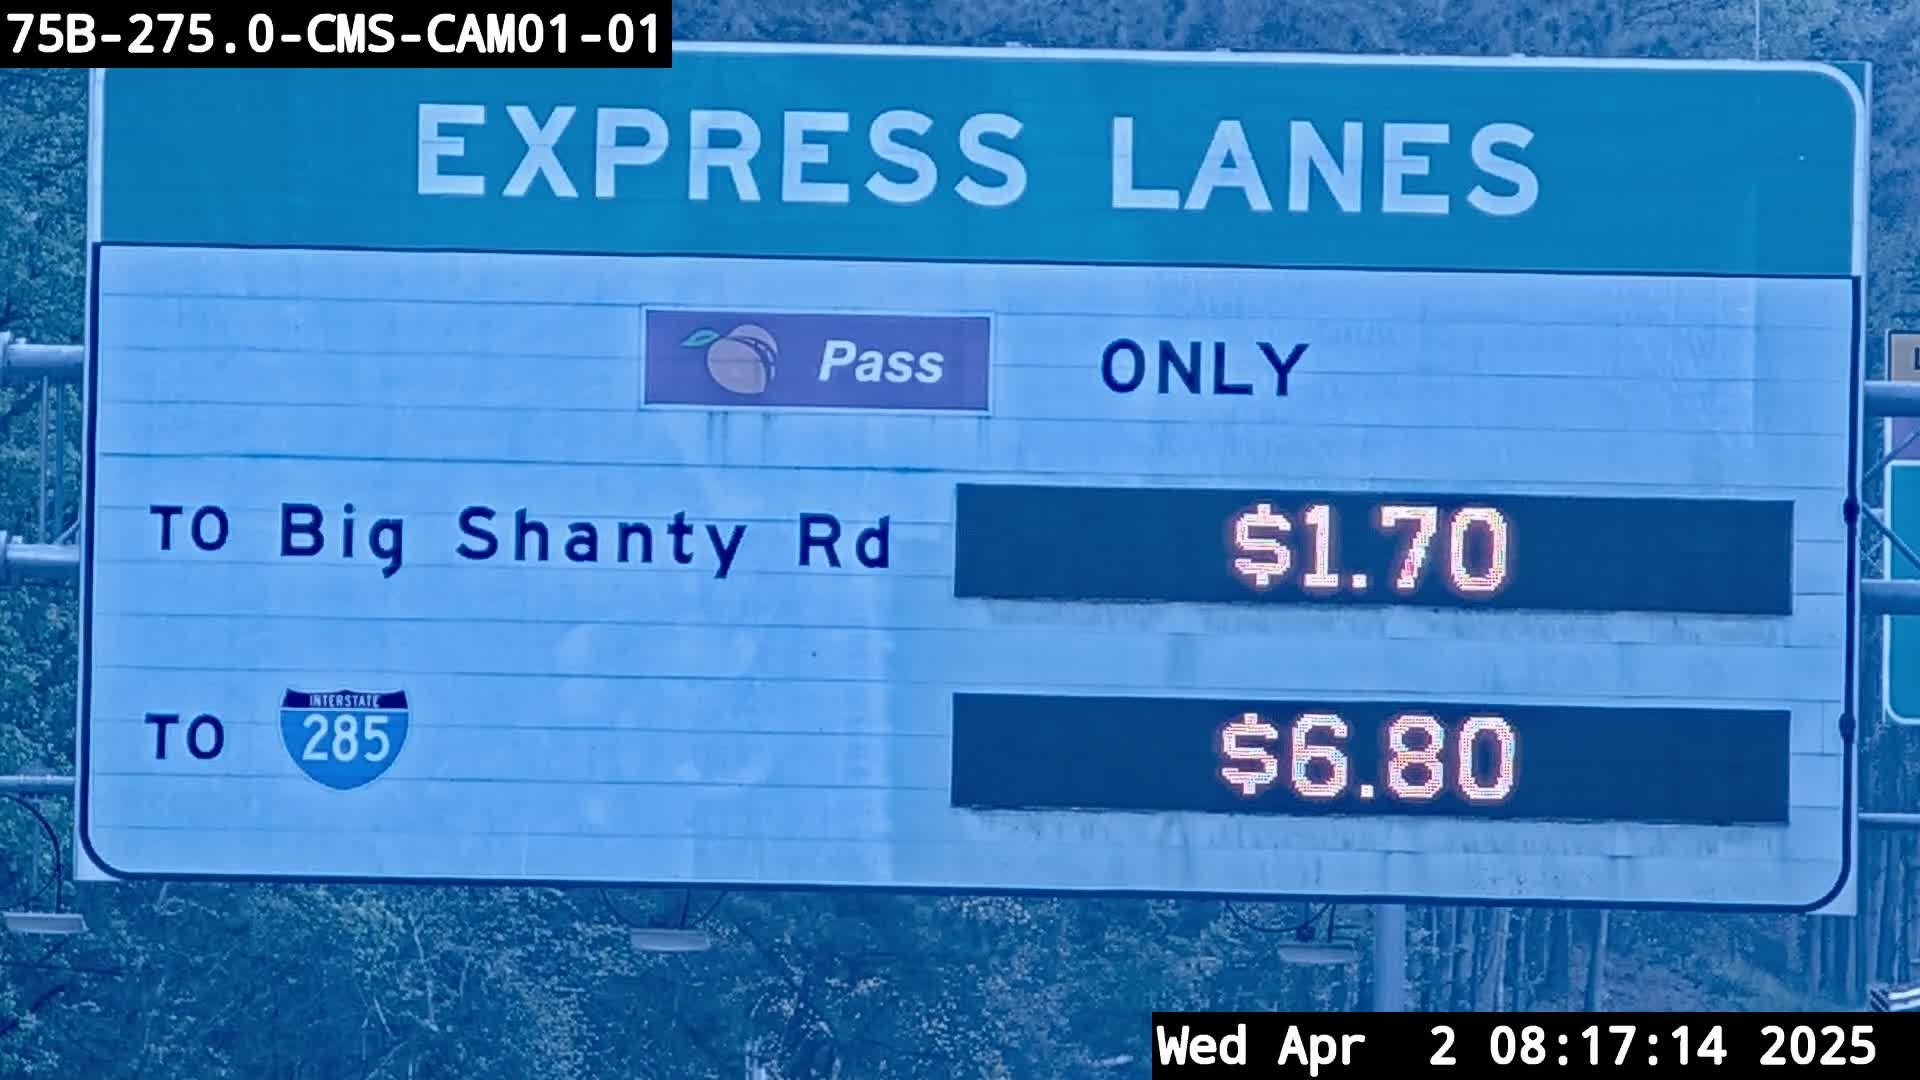 75B-275.0-CMS-CAM01-01
EXPRESS LANES
Pass ONLY
TO Big Shanty Rd $1.70
TO INTERSTATE 285 $6.80
Wed Apr 2 08:17:14 2025